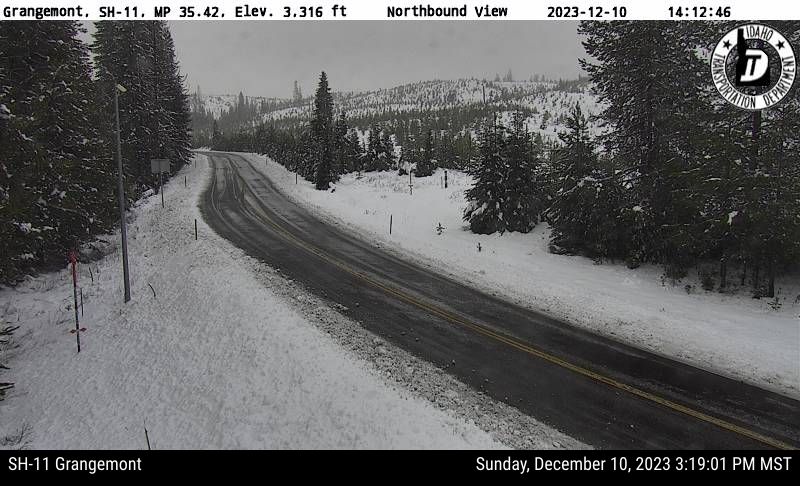 Grangemont, SH-11, MP 35.42, Elev. 3,316 ft Northbound View 2023-12-10 14:12:46
IDAHO
TRANSPORTATION DEPARTMENT
SH-11 Grangemont Sunday, December 10, 2023 3:19:01 PM MST